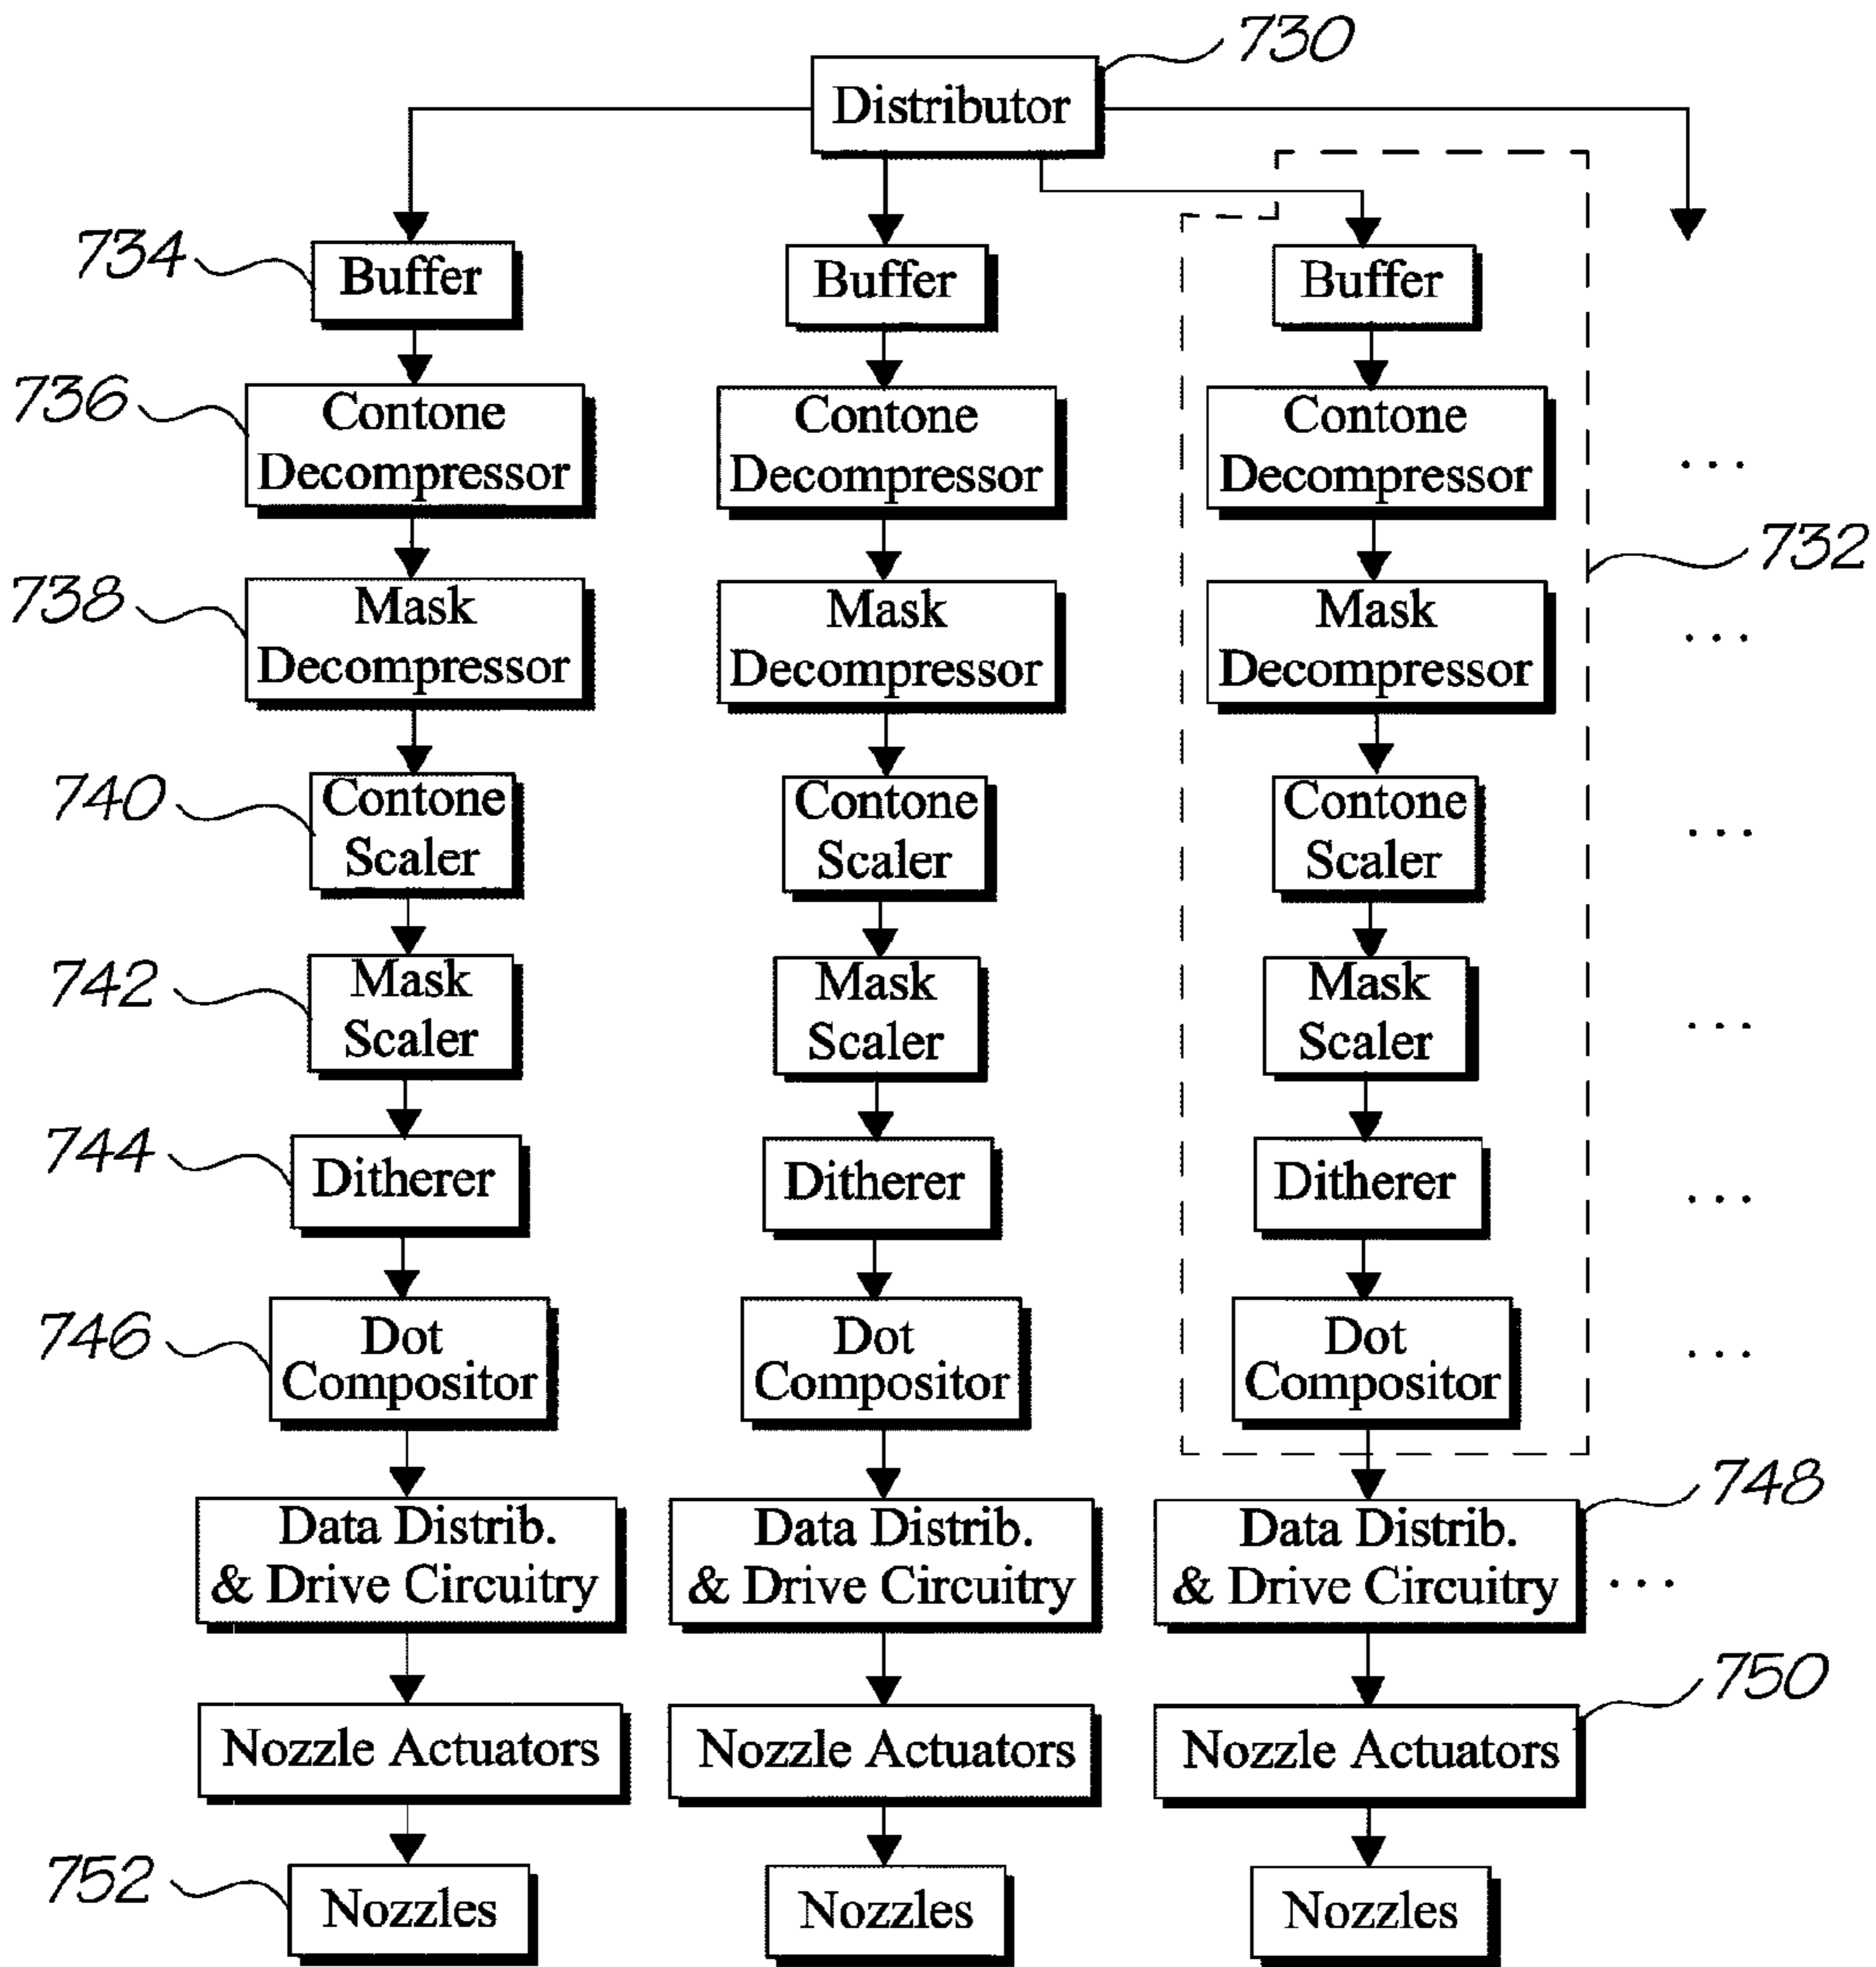 730
Distributor
734
Buffer
Buffer
Buffer
736
Contone
Decompressor
Contone
Decompressor
Contone
Decompressor
...
732
738
Mask
Decompressor
Mask
Decompressor
Mask
Decompressor
...
740
Contone
Scaler
Contone
Scaler
Contone
Scaler
...
742
Mask
Scaler
Mask
Scaler
Mask
Scaler
...
744
Ditherer
Ditherer
Ditherer
...
746
Dot
Compositor
Dot
Compositor
Dot
Compositor
...
748
Data Distrib.
& Drive Circuitry
Data Distrib.
& Drive Circuitry
Data Distrib.
& Drive Circuitry
...
750
Nozzle Actuators
Nozzle Actuators
Nozzle Actuators
752
Nozzles
Nozzles
Nozzles